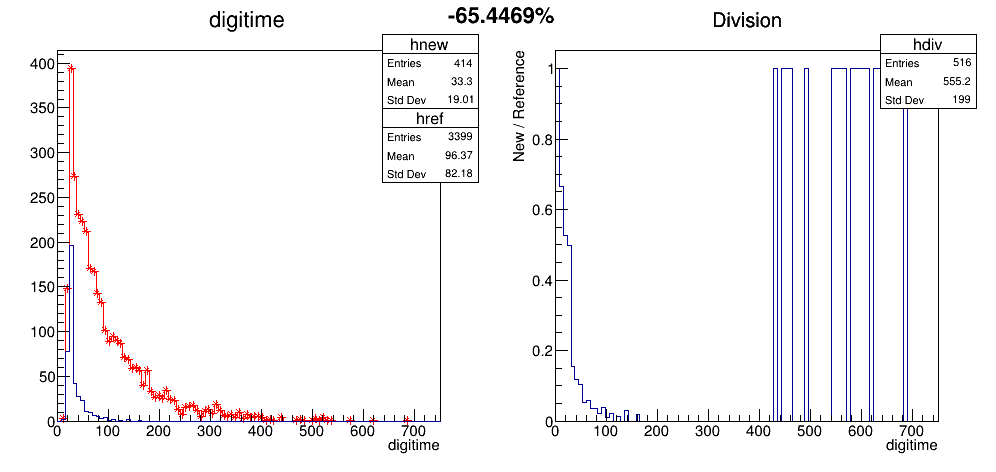 -65.4469%
digitime
hnew
Entries 414
Mean 33.3
Std Dev 19.01
href
Entries 3399
Mean 96.37
Std Dev 82.18
400
350
300
250
200
150
100
50
0
0 100 200 300 400 500 600 700
digitime
Division
hdiv
Entries 516
Mean 555.2
Std Dev 199
New / Reference
1
0.8
0.6
0.4
0.2
0
0 100 200 300 400 500 600 700
digitime